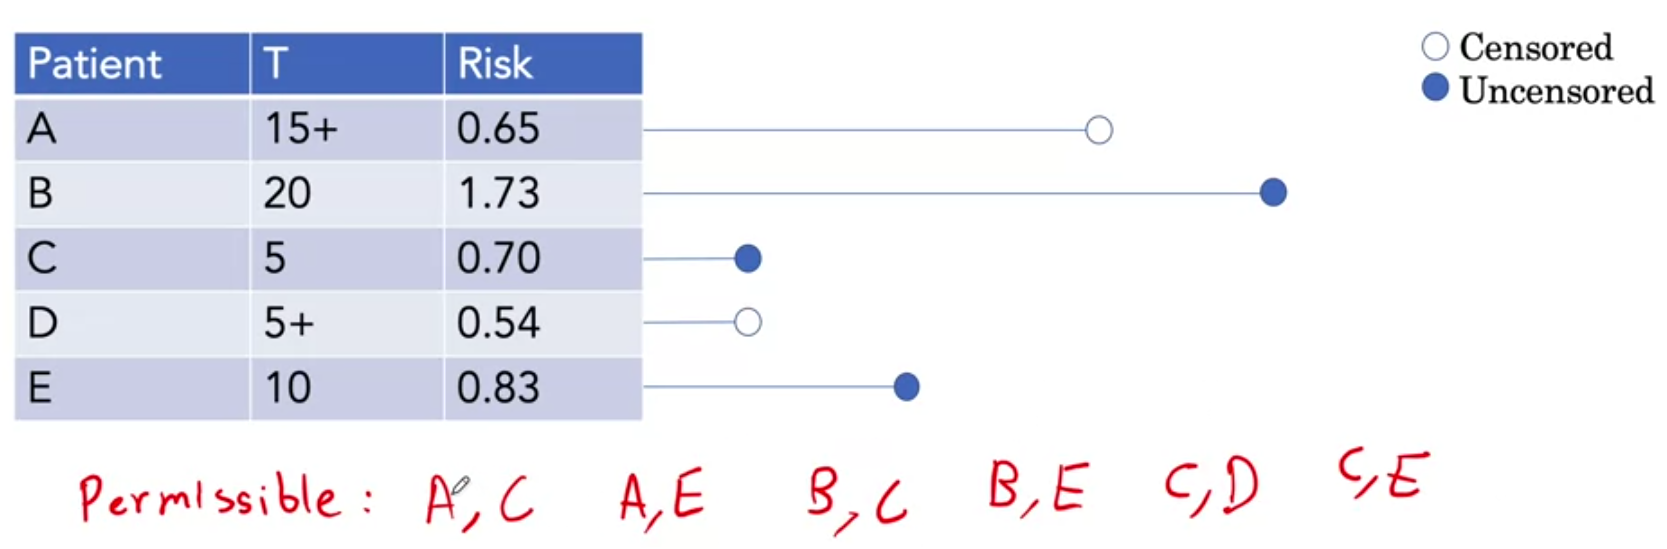 Patient T Risk
A 15+ 0.65
B 20 1.73
C 5 0.70
D 5+ 0.54
E 10 0.83
Censored
Uncensored
Permissible: A,C A,E B,C B,E C,D C,E